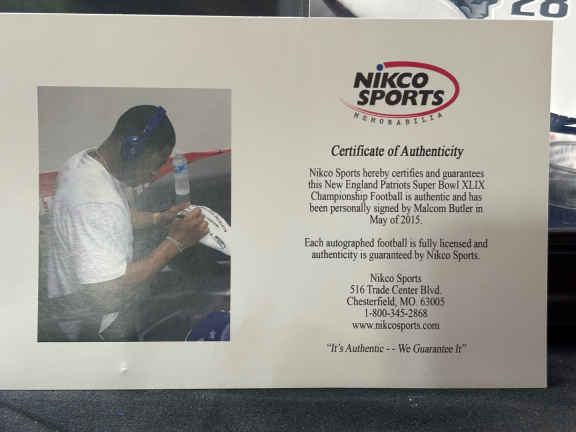 28
NIKCO
SPORTS
MEMORABILIA
Certificate of Authenticity
Nikco Sports hereby certifies and guarantees
this New England Patriots Super Bowl XLIX
Championship Football is authentic and has
been personally signed by Malcom Butler in
May of 2015.
Each autographed football is fully licensed and
authenticity is guaranteed by Nikco Sports.
Nikco Sports
516 Trade Center Blvd.
Chesterfield, MO. 63005
1-800-345-2868
www.nikcosports.com
“It's Authentic - - We Guarantee It”